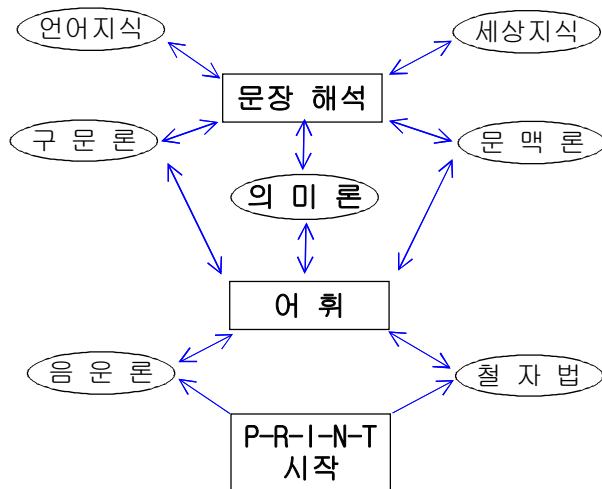 언어지식
세상지식
문장 해석
구 문 론
문 맥 론
의 미 론
어 휘
음 운 론
철 자 법
P-R-I-N-T
시작